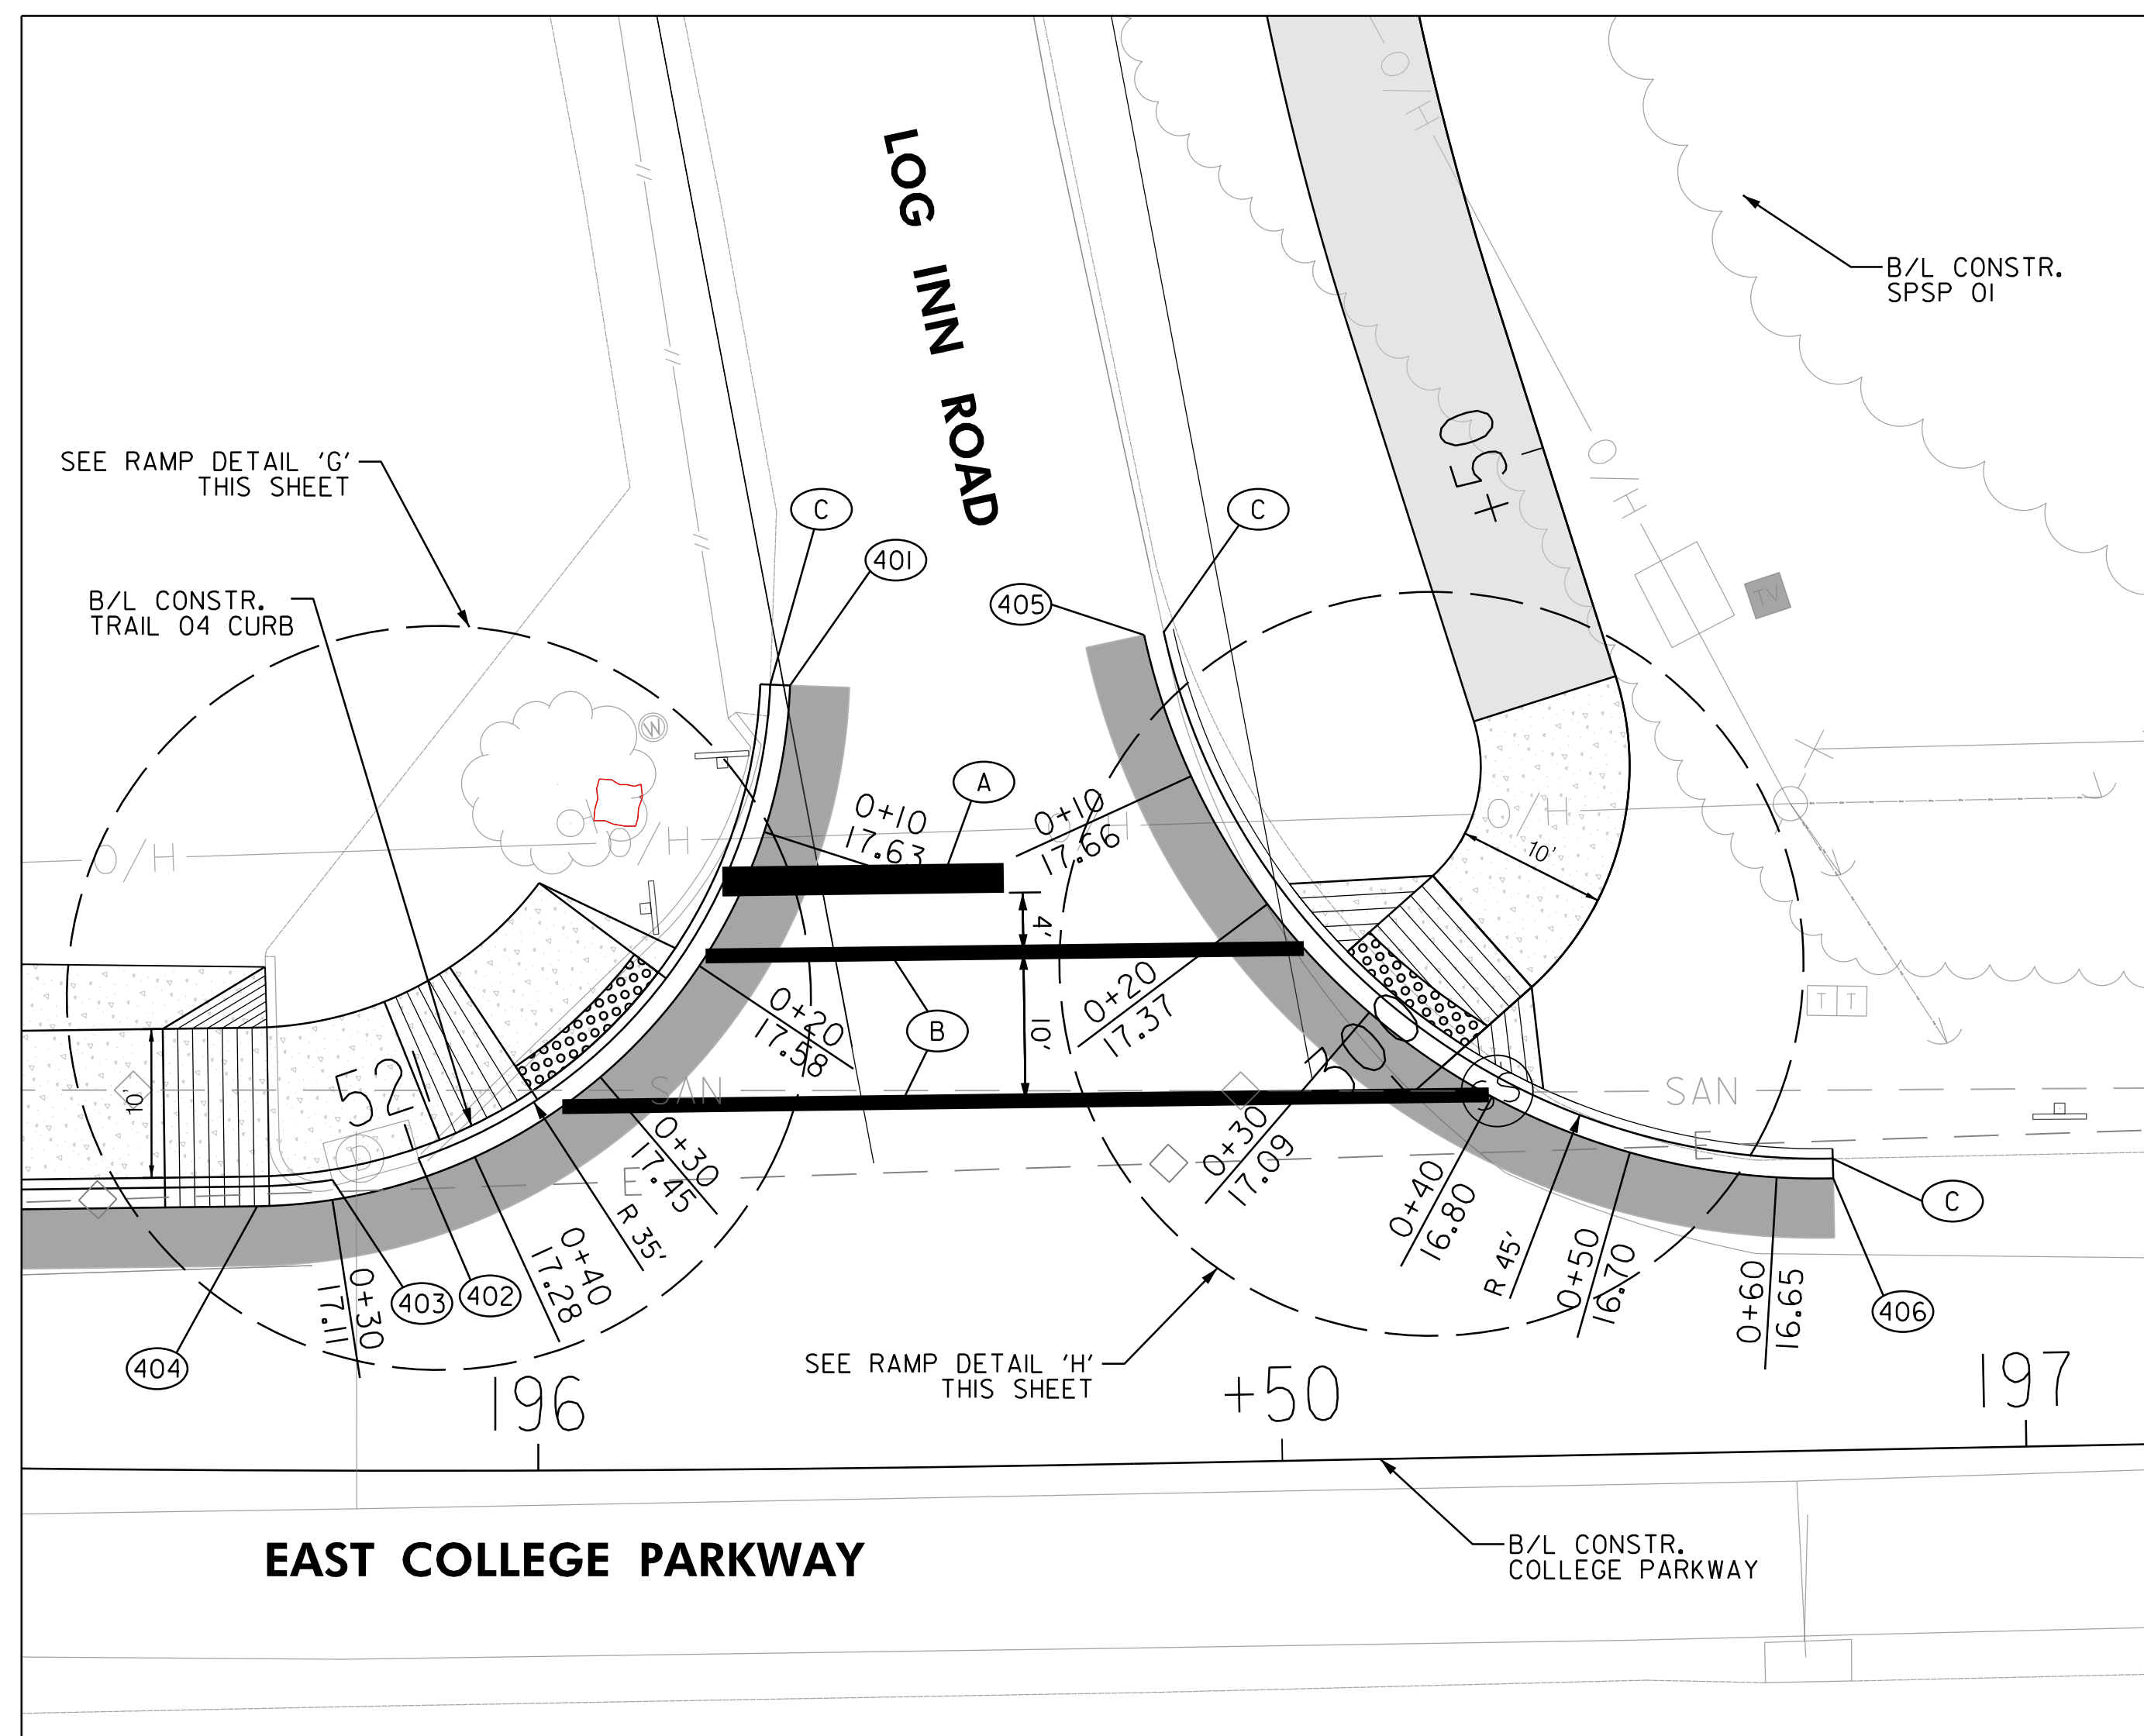 LOG INN ROAD
O/H
B/L CONSTR.
SPSP 01
+50
SEE RAMP DETAIL 'G'
THIS SHEET
C
C
401
405
O/H
TV
B/L CONSTR.
TRAIL 04 CURB
W
A
0+10
17.63
0+10
17.66
O/H
O/H
O/H
10'
4'
10'
B
0+20
17.58
0+20
17.37
T T
52
10'
D
SAN
SAN
SS
300
E
E
0+30
17.45
R 35'
0+40
17.28
0+30
17.11
0+30
17.09
0+40
16.80
R 45'
0+50
16.70
0+60
16.65
C
403
402
404
406
SEE RAMP DETAIL 'H'
THIS SHEET
196
+50
197
EAST COLLEGE PARKWAY
B/L CONSTR.
COLLEGE PARKWAY